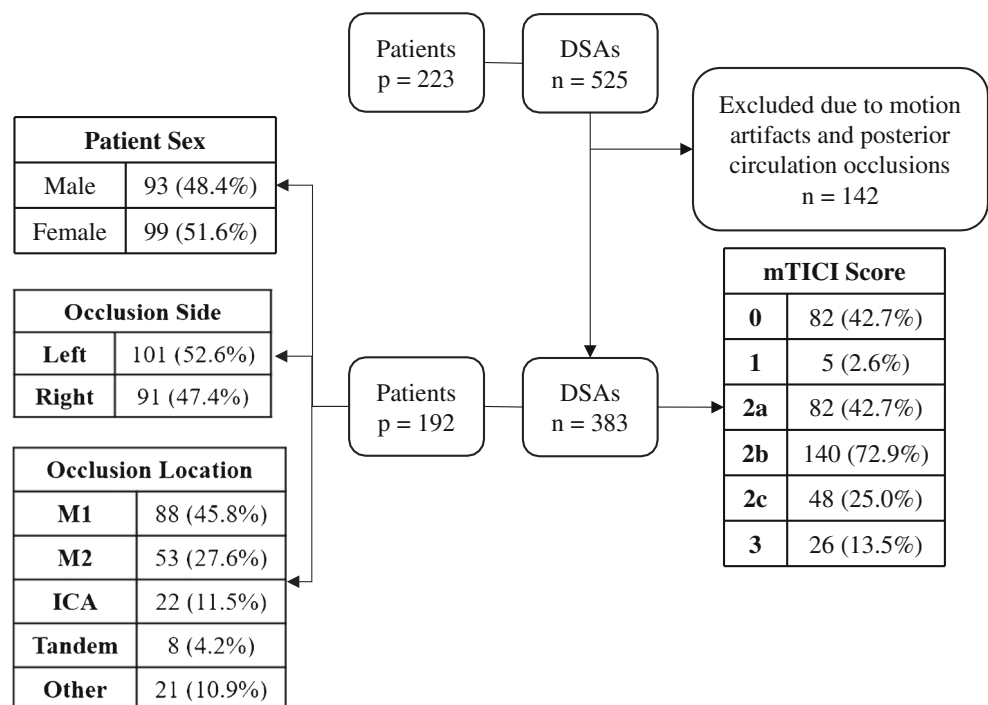 Patients
p = 223
DSAs
n = 525
Excluded due to motion
artifacts and posterior
circulation occlusions
n = 142
Patient Sex
Male 93 (48.4%)
Female 99 (51.6%)
Occlusion Side
Left 101 (52.6%)
Right 91 (47.4%)
Occlusion Location
M1 88 (45.8%)
M2 53 (27.6%)
ICA 22 (11.5%)
Tandem 8 (4.2%)
Other 21 (10.9%)
Patients
p = 192
DSAs
n = 383
mTICI Score
0 82 (42.7%)
1 5 (2.6%)
2a 82 (42.7%)
2b 140 (72.9%)
2c 48 (25.0%)
3 26 (13.5%)